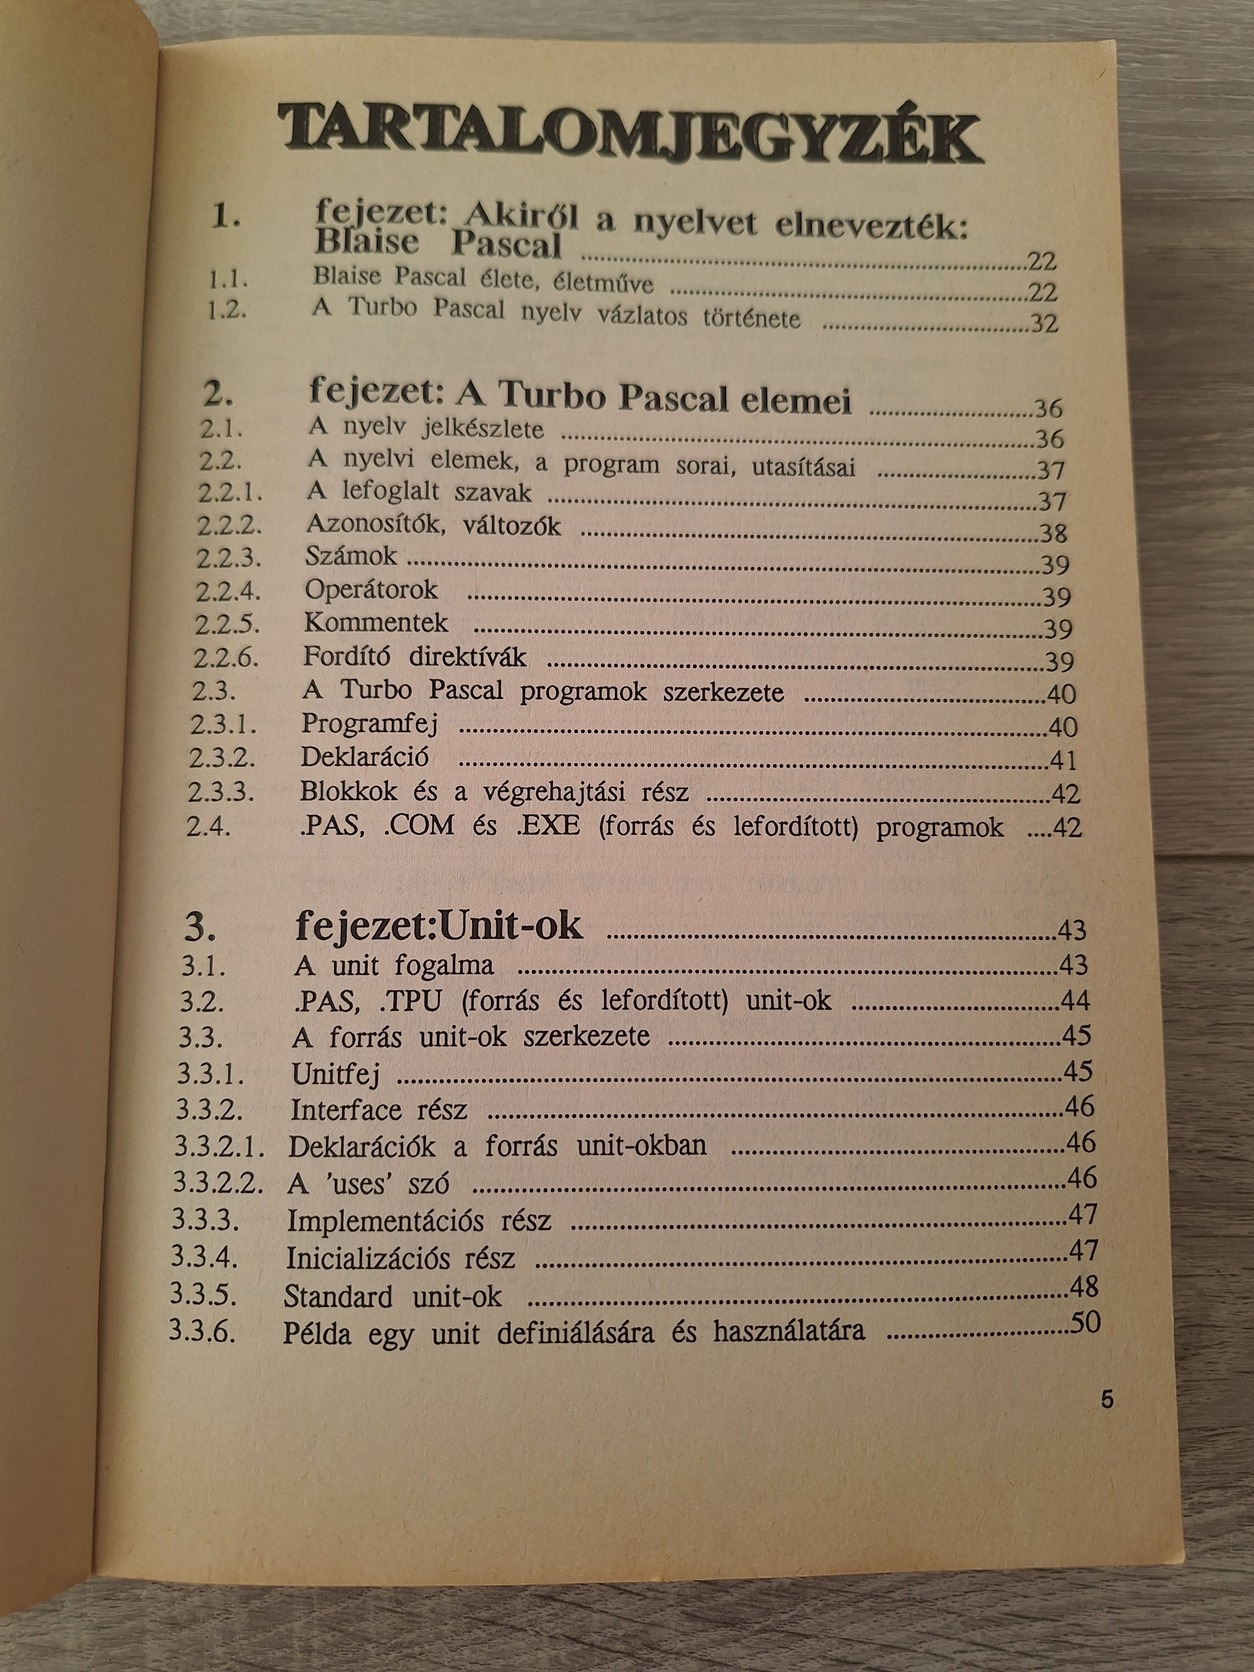 TARTALOMJEGYZÉK
1. fejezet: Akiről a nyelvet elnevezték:
Blaise Pascal ........................................22
1.1. Blaise Pascal élete, életműve ........................................22
1.2. A Turbo Pascal nyelv vázlatos története ........................................32
2. fejezet: A Turbo Pascal elemei ........................................36
2.1. A nyelv jelkészlete ........................................36
2.2. A nyelvi elemek, a program sorai, utasításai ........................................37
2.2.1. A lefoglalt szavak ........................................37
2.2.2. Azonosítók, változók ........................................38
2.2.3. Számok ........................................39
2.2.4. Operátorok ........................................39
2.2.5. Kommentek ........................................39
2.2.6. Fordító direktívák ........................................39
2.3. A Turbo Pascal programok szerkezete ........................................40
2.3.1. Programfej ........................................40
2.3.2. Deklaráció ........................................41
2.3.3. Blokkok és a végrehajtási rész ........................................42
2.4. .PAS, .COM és .EXE (forrás és lefordított) programok ....42
3. fejezet:Unit-ok ........................................43
3.1. A unit fogalma ........................................43
3.2. .PAS, .TPU (forrás és lefordított) unit-ok ........................................44
3.3. A forrás unit-ok szerkezete ........................................45
3.3.1. Unitfej ........................................45
3.3.2. Interface rész ........................................46
3.3.2.1. Deklarációk a forrás unit-okban ........................................46
3.3.2.2. A 'uses' szó ........................................46
3.3.3. Implementációs rész ........................................47
3.3.4. Inicializációs rész ........................................47
3.3.5. Standard unit-ok ........................................48
3.3.6. Példa egy unit definiálására és használatára ........................................50
5